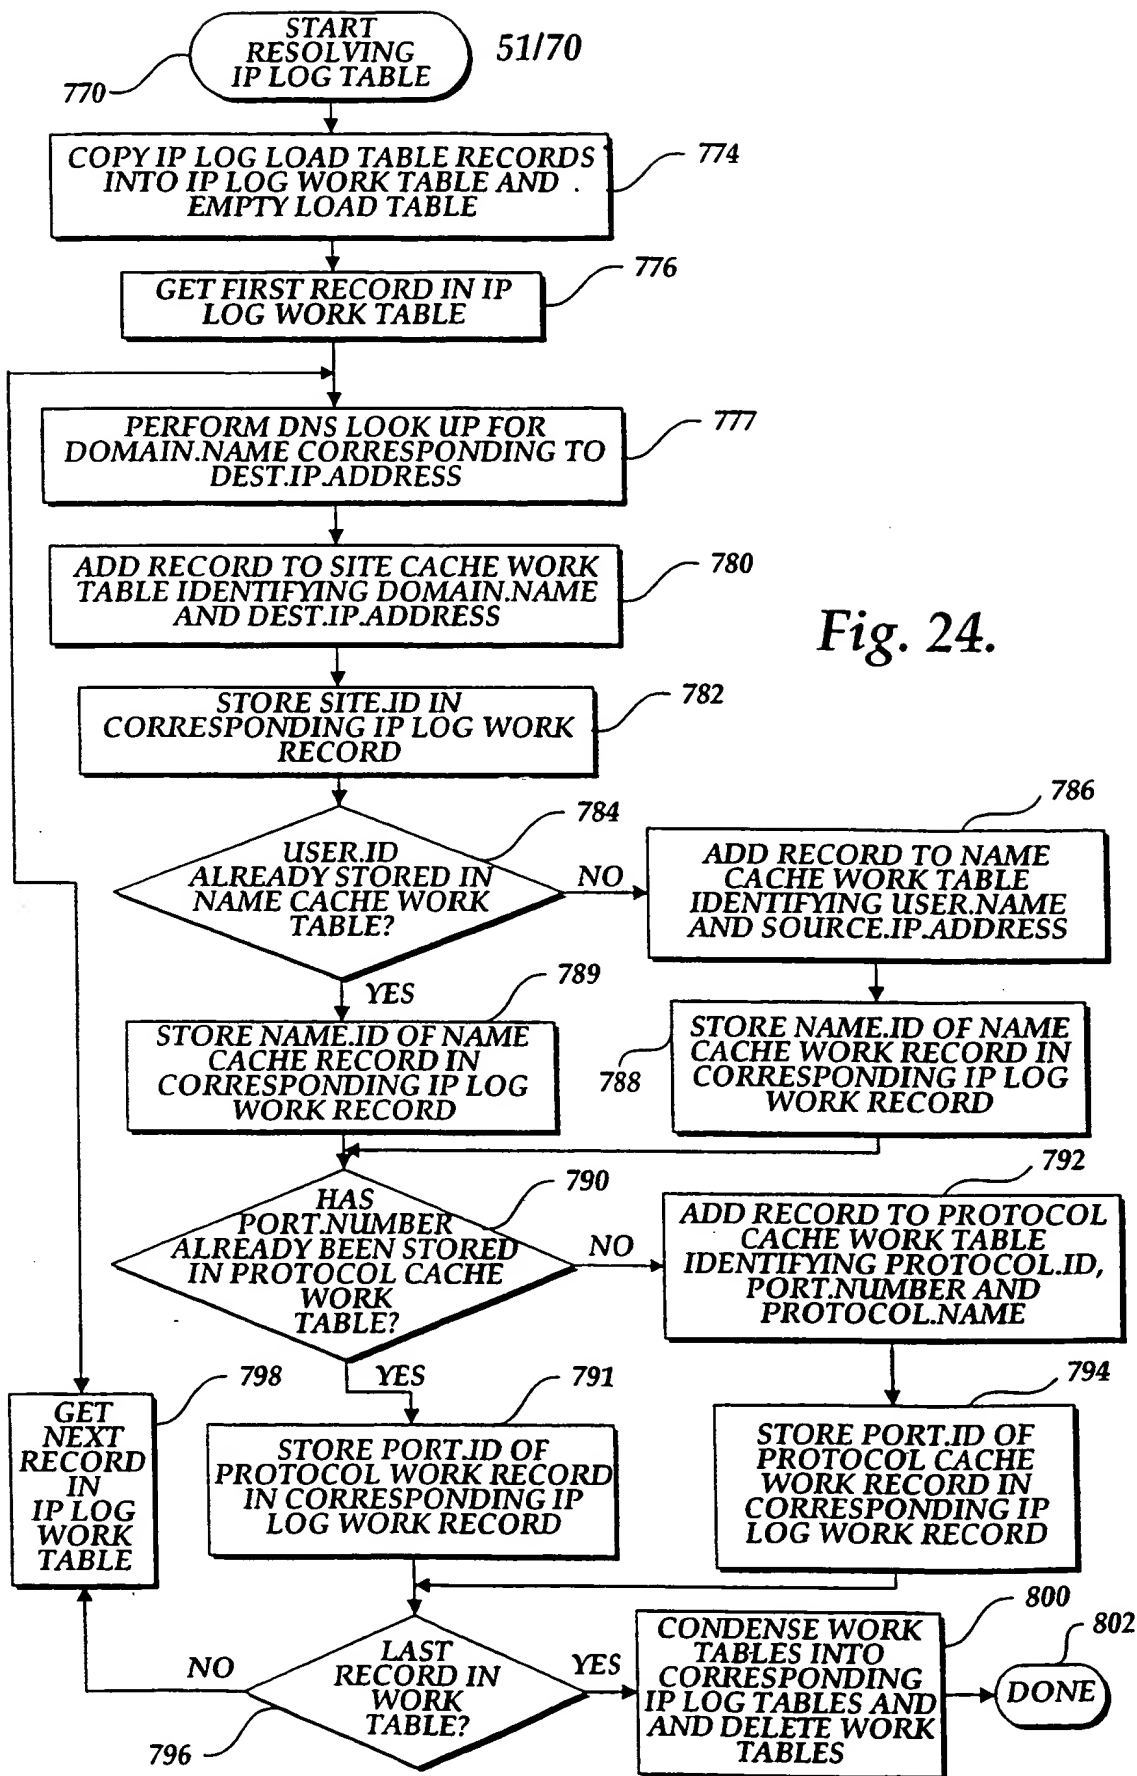 START
RESOLVING
IP LOG TABLE
51/70
770
COPY IP LOG LOAD TABLE RECORDS
INTO IP LOG WORK TABLE AND
EMPTY LOAD TABLE
774
GET FIRST RECORD IN IP
LOG WORK TABLE
776
PERFORM DNS LOOK UP FOR
DOMAIN.NAME CORRESPONDING TO
DEST.IP.ADDRESS
777
ADD RECORD TO SITE CACHE WORK
TABLE IDENTIFYING DOMAIN.NAME
AND DEST.IP.ADDRESS
780
Fig. 24.
STORE SITE.ID IN
CORRESPONDING IP LOG WORK
RECORD
782
USER.ID
ALREADY STORED IN
NAME CACHE WORK
TABLE?
784
NO
YES
ADD RECORD TO NAME
CACHE WORK TABLE
IDENTIFYING USER.NAME
AND SOURCE.IP.ADDRESS
786
STORE NAME.ID OF NAME
CACHE RECORD IN
CORRESPONDING IP LOG
WORK RECORD
789
STORE NAME.ID OF NAME
CACHE WORK RECORD IN
CORRESPONDING IP LOG
WORK RECORD
788
HAS
PORT.NUMBER
ALREADY BEEN STORED
IN PROTOCOL CACHE
WORK
TABLE?
790
NO
YES
ADD RECORD TO PROTOCOL
CACHE WORK TABLE
IDENTIFYING PROTOCOL.ID,
PORT.NUMBER AND
PROTOCOL.NAME
792
GET
NEXT
RECORD
IN
IP LOG
WORK
TABLE
798
STORE PORT.ID OF
PROTOCOL WORK RECORD
IN CORRESPONDING IP
LOG WORK RECORD
791
STORE PORT.ID OF
PROTOCOL CACHE
WORK RECORD IN
CORRESPONDING IP
LOG WORK RECORD
794
LAST
RECORD IN
WORK
TABLE?
796
NO
YES
CONDENSE WORK
TABLES INTO
CORRESPONDING
IP LOG TABLES AND
AND DELETE WORK
TABLES
800
DONE
802